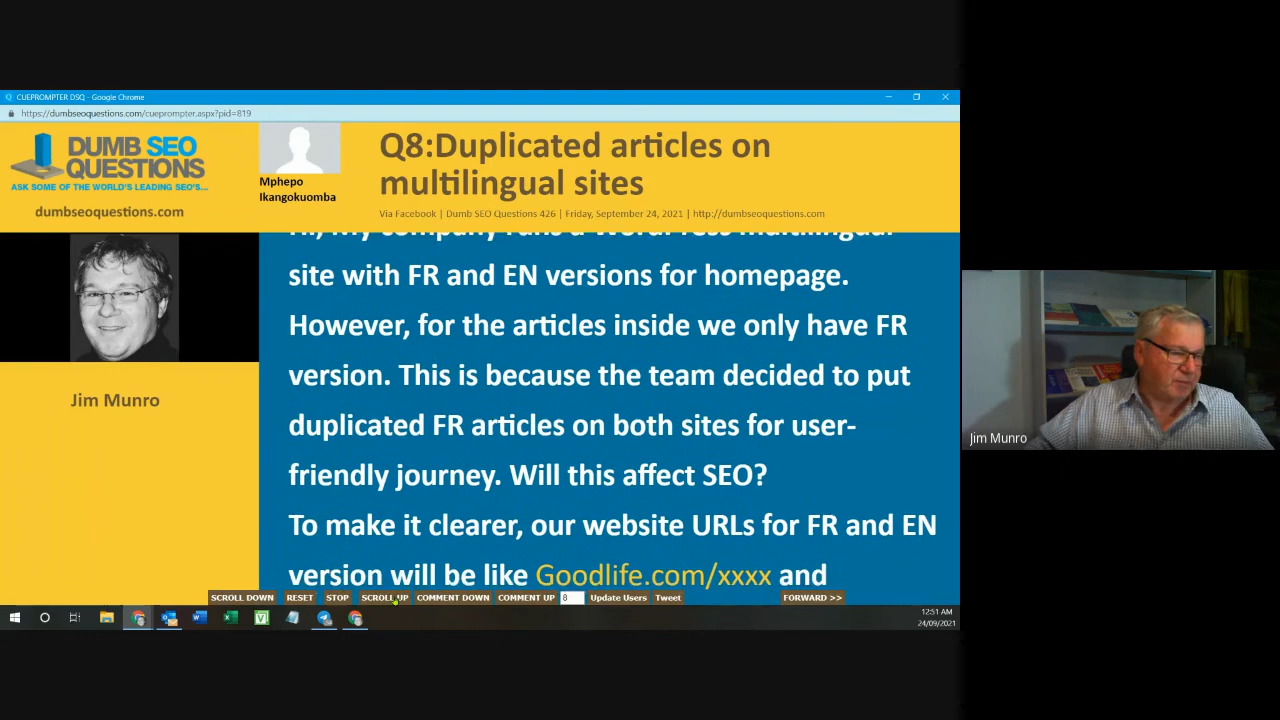 CUEPROMPTER DSQ - Google Chrome
https://dumbseoquestions.com/cueprompter.aspx?pid=819
DUMB SEO
QUESTIONS
ASK SOME OF THE WORLD'S LEADING SEO'S...
dumbseoquestions.com
Mphepo
Ikangokuomba
Q8:Duplicated articles on
multilingual sites
Via Facebook | Dumb SEO Questions 426 | Friday, September 24, 2021 | http://dumbseoquestions.com
Jim Munro
Hi, My company runs a WordPress multilingual
site with FR and EN versions for homepage.
However, for the articles inside we only have FR
version. This is because the team decided to put
duplicated FR articles on both sites for user-
friendly journey. Will this affect SEO?
To make it clearer, our website URLs for FR and EN
version will be like Goodlife.com/xxxx and
SCROLL DOWN RESET STOP SCROLL UP COMMENT DOWN COMMENT UP 8 Update Users Tweet FORWARD >>
12:51 AM
24/09/2021
Jim Munro